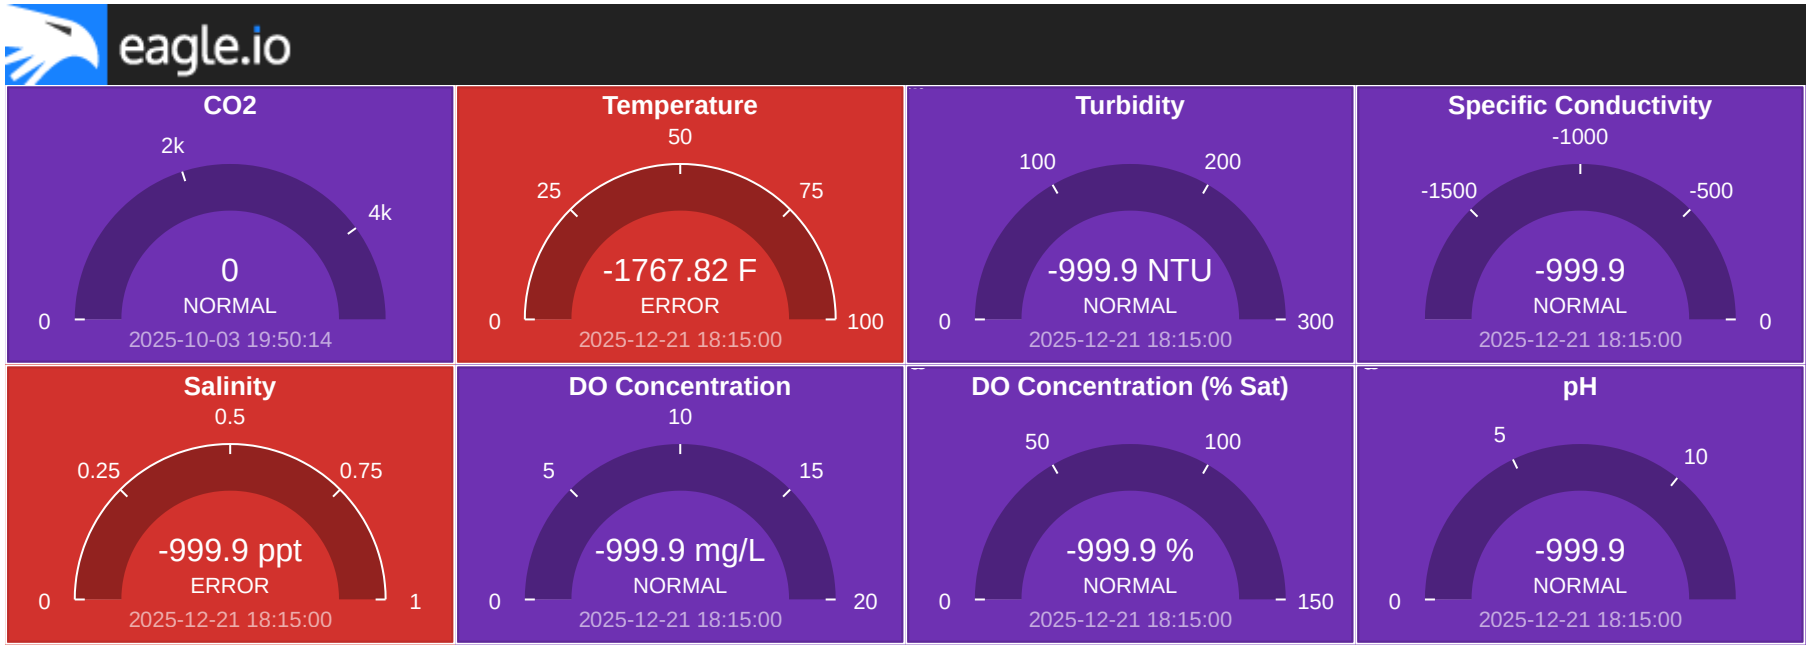 eagle.io
CO2
2k
4k
0
0
NORMAL
2025-10-03 19:50:14
Temperature
50
25
75
-1767.82 F
ERROR
0
100
2025-12-21 18:15:00
Turbidity
100
200
-999.9 NTU
NORMAL
0
300
2025-12-21 18:15:00
Specific Conductivity
-1000
-1500
-500
-999.9
NORMAL
0
2025-12-21 18:15:00
Salinity
0.5
0.25
0.75
-999.9 ppt
ERROR
0
1
2025-12-21 18:15:00
DO Concentration
10
5
15
-999.9 mg/L
NORMAL
0
20
2025-12-21 18:15:00
DO Concentration (% Sat)
50
100
-999.9 %
NORMAL
0
150
2025-12-21 18:15:00
pH
5
10
-999.9
NORMAL
0
2025-12-21 18:15:00